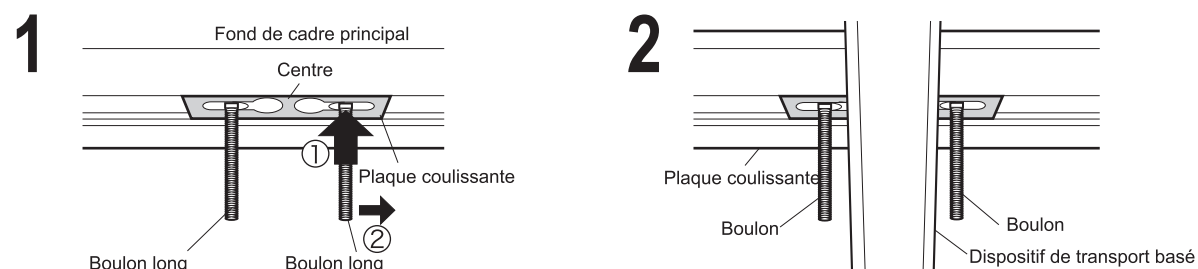 1
Fond de cadre principal
Centre
①
Plaque coulissante
②
Boulon long
Boulon long
2
Plaque coulissante
Boulon
Boulon
Dispositif de transport basé